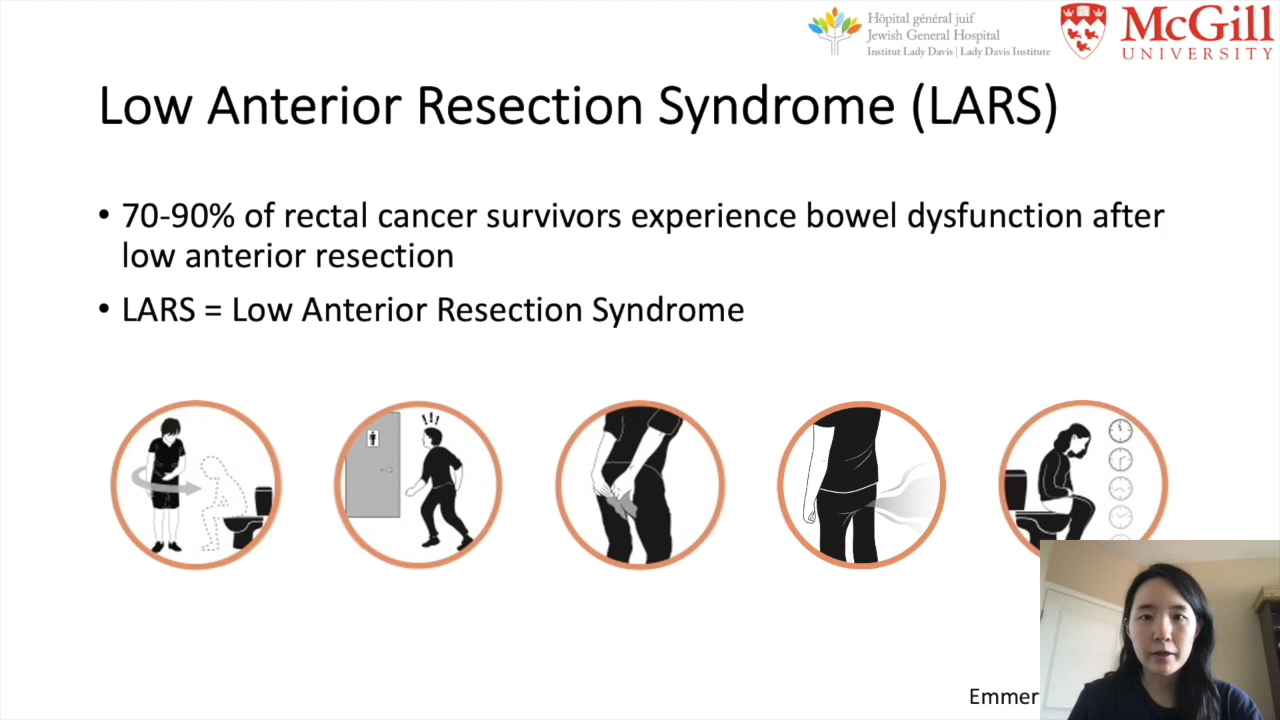 Hôpital général juif
Jewish General Hospital
Institut Lady Davis | Lady Davis Institute
McGill
UNIVERSITY
Low Anterior Resection Syndrome (LARS)
• 70-90% of rectal cancer survivors experience bowel dysfunction after
low anterior resection
• LARS = Low Anterior Resection Syndrome
!!!